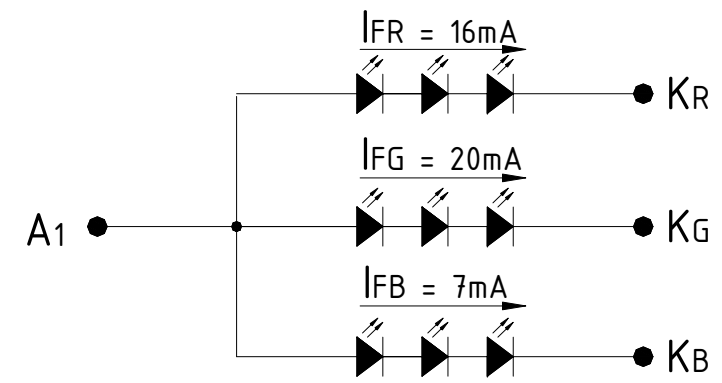 IFR = 16mA
KR
IFG = 20mA
A1
KG
IFB = 7mA
KB